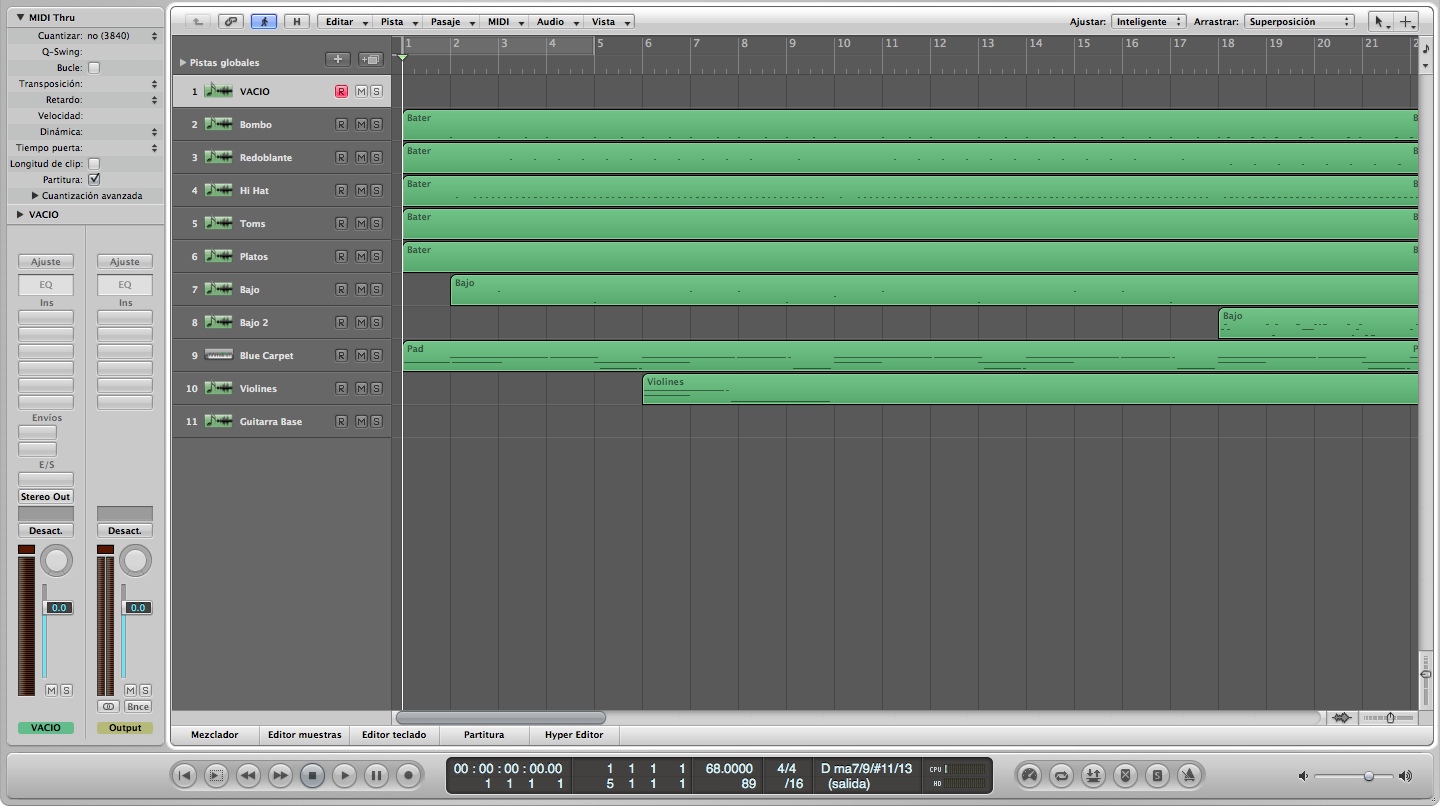 MIDI Thru
Cuantizar: no (3840)
Q-Swing:
Bucle:
Transposición:
Retardo:
Velocidad:
Dinámica:
Tiempo puerta:
Longitud de clip:
Partitura:
Cuantización avanzada
VACIO
Ajuste Ajuste
EQ EQ
Ins Ins
Envíos
E/S
Stereo Out
Desact. Desact.
0.0 0.0
M S M S
Bnce
VACIO Output
H Editar Pista Pasaje MIDI Audio Vista Ajustar: Inteligente Arrastrar: Superposición
1 2 3 4 5 6 7 8 9 10 11 12 13 14 15 16 17 18 19 20 21 2
Pistas globales
1 VACIO R M S
2 Bombo R M S Bater B
3 Redoblante R M S Bater B
4 Hi Hat R M S Bater B
5 Toms R M S Bater B
6 Platos R M S Bater B
7 Bajo R M S Bajo
8 Bajo 2 R M S Bajo
9 Blue Carpet R M S Pad P
10 Violines R M S Violines
11 Guitarra Base R M S
Mezclador Editor muestras Editor teclado Partitura Hyper Editor
00 : 00 : 00 : 00.00 1 1 1 1 68.0000 4/4 D ma7/9/#11/13 CPU
1 1 1 1 5 1 1 1 89 /16 (salida) HD
S